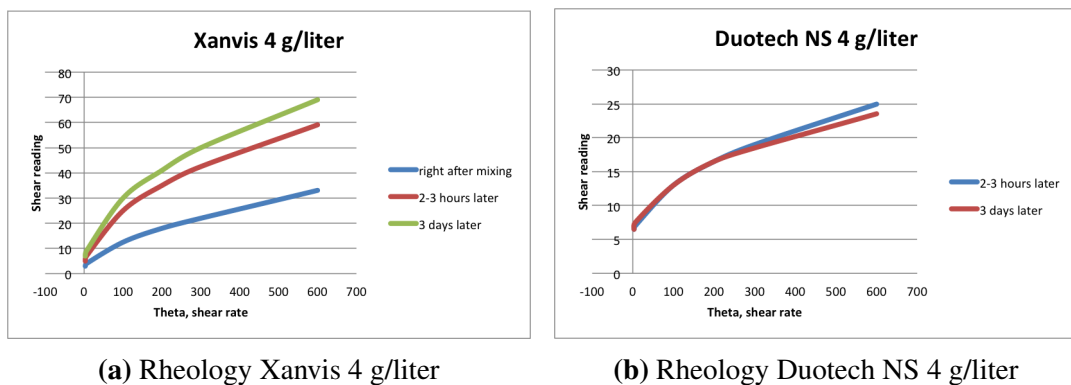 Xanvis 4 g/liter
80
70
60
50
40
30
20
10
0
-100 0 100 200 300 400 500 600 700
Shear reading
Theta, shear rate
right after mixing
2-3 hours later
3 days later
(a) Rheology Xanvis 4 g/liter
Duotech NS 4 g/liter
30
25
20
15
10
5
0
-100 0 100 200 300 400 500 600 700
Shear reading
Theta, shear rate
2-3 hours later
3 days later
(b) Rheology Duotech NS 4 g/liter